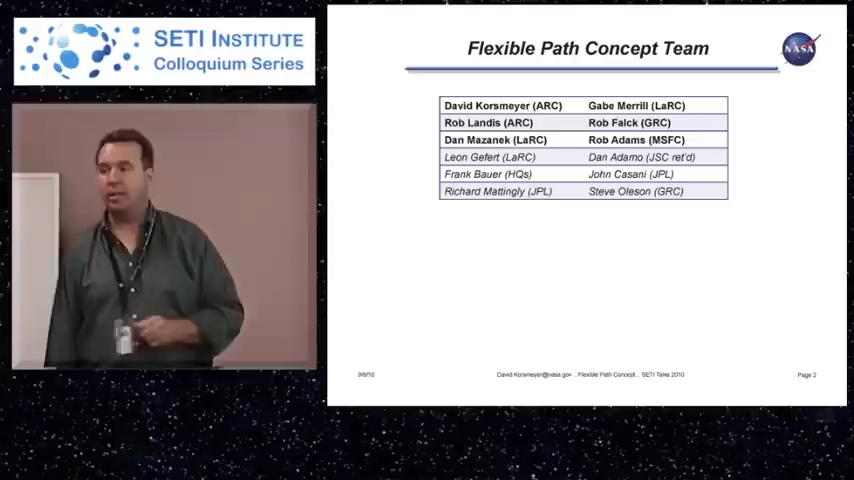 SETI INSTITUTE
Colloquium Series
Flexible Path Concept Team
NASA
David Korsmeyer (ARC) Gabe Merrill (LaRC)
Rob Landis (ARC) Rob Falck (GRC)
Dan Mazanek (LaRC) Rob Adams (MSFC)
Leon Gefert (LaRC) Dan Adamo (JSC ret'd)
Frank Bauer (HQs) John Casani (JPL)
Richard Mattingly (JPL) Steve Oleson (GRC)
David Korsmeyer@nasa.gov .. Flexible Path Concept... SETI Talks 2010
Page 2